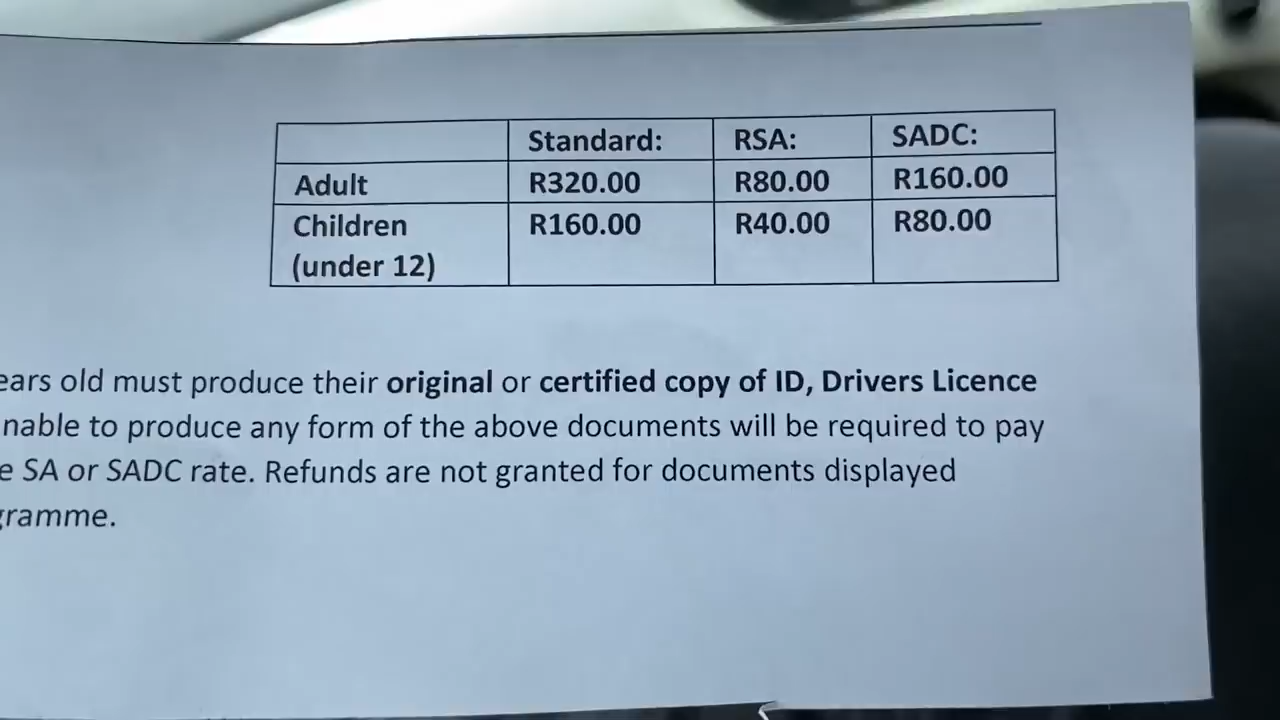 Standard: RSA: SADC:
Adult R320.00 R80.00 R160.00
Children R160.00 R40.00 R80.00
(under 12)
ears old must produce their original or certified copy of ID, Drivers Licence
nable to produce any form of the above documents will be required to pay
e SA or SADC rate. Refunds are not granted for documents displayed
gramme.